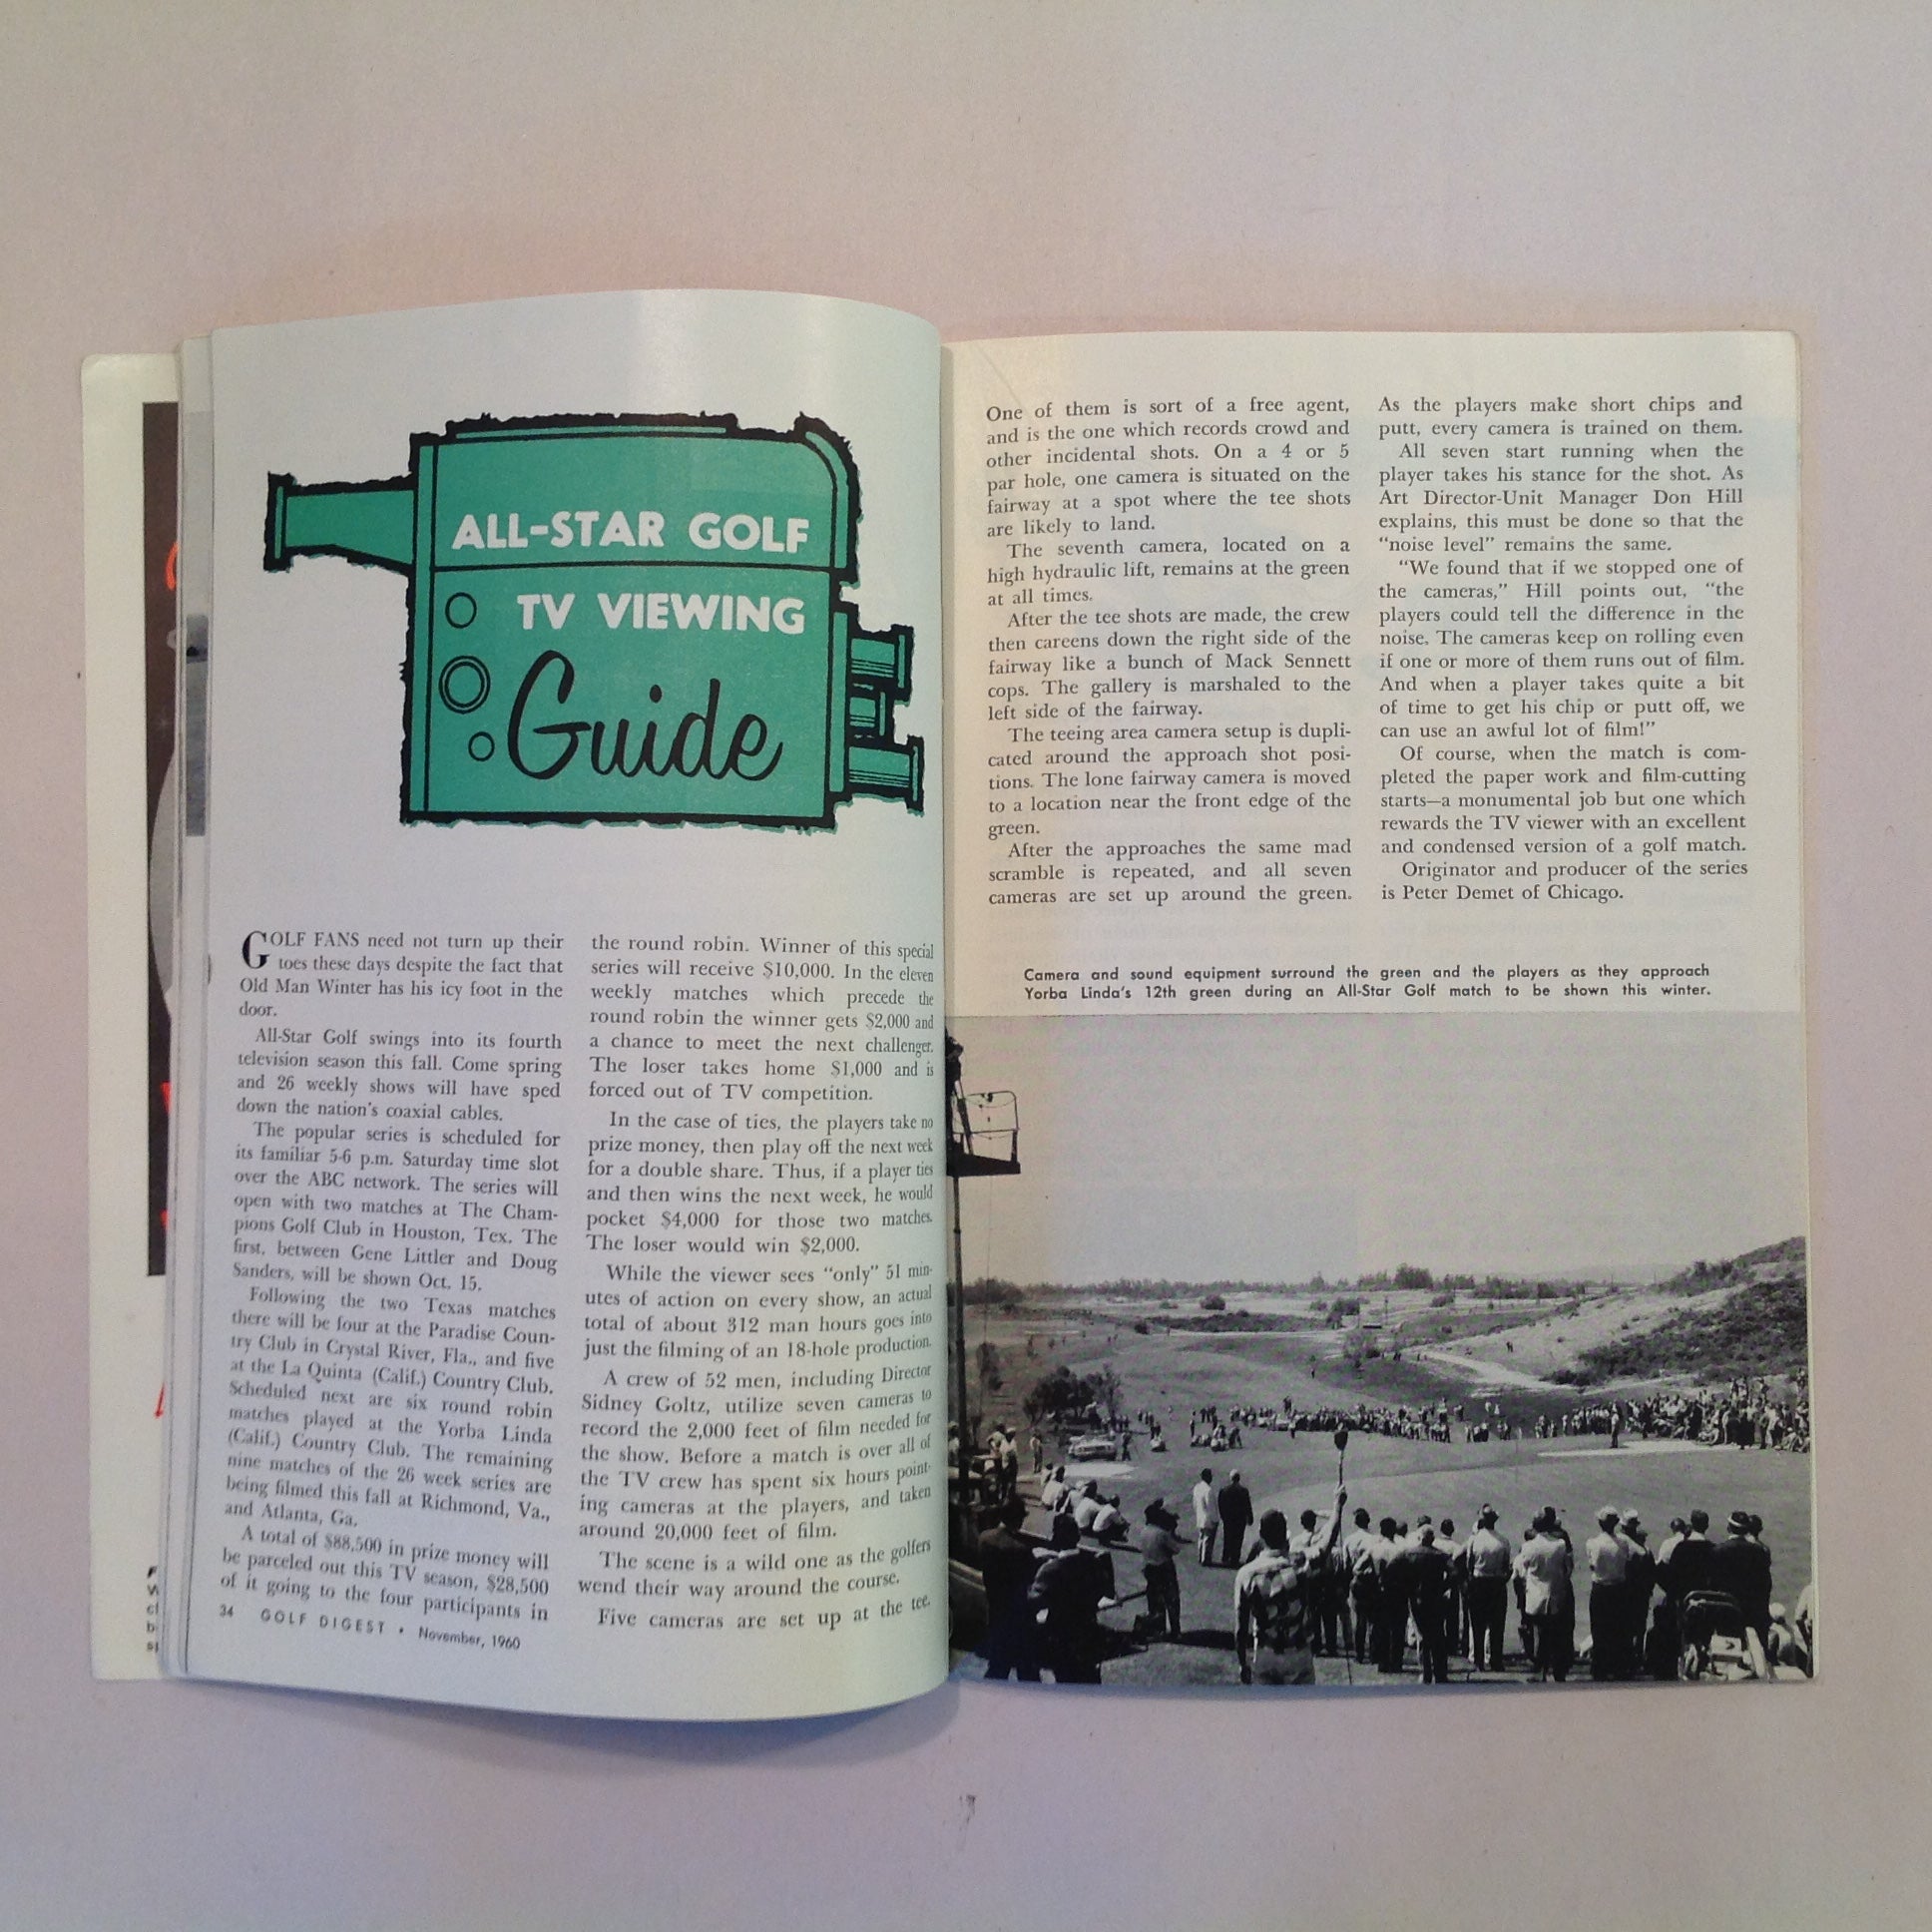 ALL-STAR GOLF
TV VIEWING
Guide
GOLF FANS need not turn up their
toes these days despite the fact that
Old Man Winter has his icy foot in the
door.
All-Star Golf swings into its fourth
television season this fall. Come spring
and 26 weekly shows will have sped
down the nation's coaxial cables.
The popular series is scheduled for
its familiar 5-6 p.m. Saturday time slot
over the ABC network. The series will
open with two matches at The Cham-
pions Golf Club in Houston, Tex. The
first, between Gene Littler and Doug
Sanders, will be shown Oct. 15.
Following the two Texas matches
there will be four at the Paradise Coun-
try Club in Crystal River, Fla., and five
at the La Quinta (Calif.) Country Club.
Scheduled next are six round robin
matches played at the Yorba Linda
(Calif.) Country Club. The remaining
nine matches of the 26 week series are
being filmed this fall at Richmond, Va.,
and Atlanta, Ga.
A total of $88,500 in prize money will
be parceled out this TV season, $28,500
of it going to the four participants in
34 GOLF DIGEST • November, 1960
the round robin. Winner of this special
series will receive $10,000. In the eleven
weekly matches which precede the
round robin the winner gets $2,000 and
a chance to meet the next challenger.
The loser takes home $1,000 and is
forced out of TV competition.
In the case of ties, the players take no
prize money, then play off the next week
for a double share. Thus, if a player ties
and then wins the next week, he would
pocket $4,000 for those two matches.
The loser would win $2,000.
While the viewer sees "only" 51 min-
utes of action on every show, an actual
total of about 312 man hours goes into
just the filming of an 18-hole production.
A crew of 52 men, including Director
Sidney Goltz, utilize seven cameras to
record the 2,000 feet of film needed for
the show. Before a match is over all of
the TV crew has spent six hours point-
ing cameras at the players, and taken
around 20,000 feet of film.
The scene is a wild one as the golfers
wend their way around the course.
Five cameras are set up at the tee.
One of them is sort of a free agent,
and is the one which records crowd and
other incidental shots. On a 4 or 5
par hole, one camera is situated on the
fairway at a spot where the tee shots
are likely to land.
The seventh camera, located on a
high hydraulic lift, remains at the green
at all times.
After the tee shots are made, the crew
then careens down the right side of the
fairway like a bunch of Mack Sennett
cops. The gallery is marshaled to the
left side of the fairway.
The teeing area camera setup is dupli-
cated around the approach shot posi-
tions. The lone fairway camera is moved
to a location near the front edge of the
green.
After the approaches the same mad
scramble is repeated, and all seven
cameras are set up around the green.
As the players make short chips and
putt, every camera is trained on them.
All seven start running when the
player takes his stance for the shot. As
Art Director-Unit Manager Don Hill
explains, this must be done so that the
"noise level" remains the same.
"We found that if we stopped one of
the cameras," Hill points out, "the
players could tell the difference in the
noise. The cameras keep on rolling even
if one or more of them runs out of film.
And when a player takes quite a bit
of time to get his chip or putt off, we
can use an awful lot of film!"
Of course, when the match is com-
pleted the paper work and film-cutting
starts—a monumental job but one which
rewards the TV viewer with an excellent
and condensed version of a golf match.
Originator and producer of the series
is Peter Demet of Chicago.
Camera and sound equipment surround the green and the players as they approach
Yorba Linda's 12th green during an All-Star Golf match to be shown this winter.